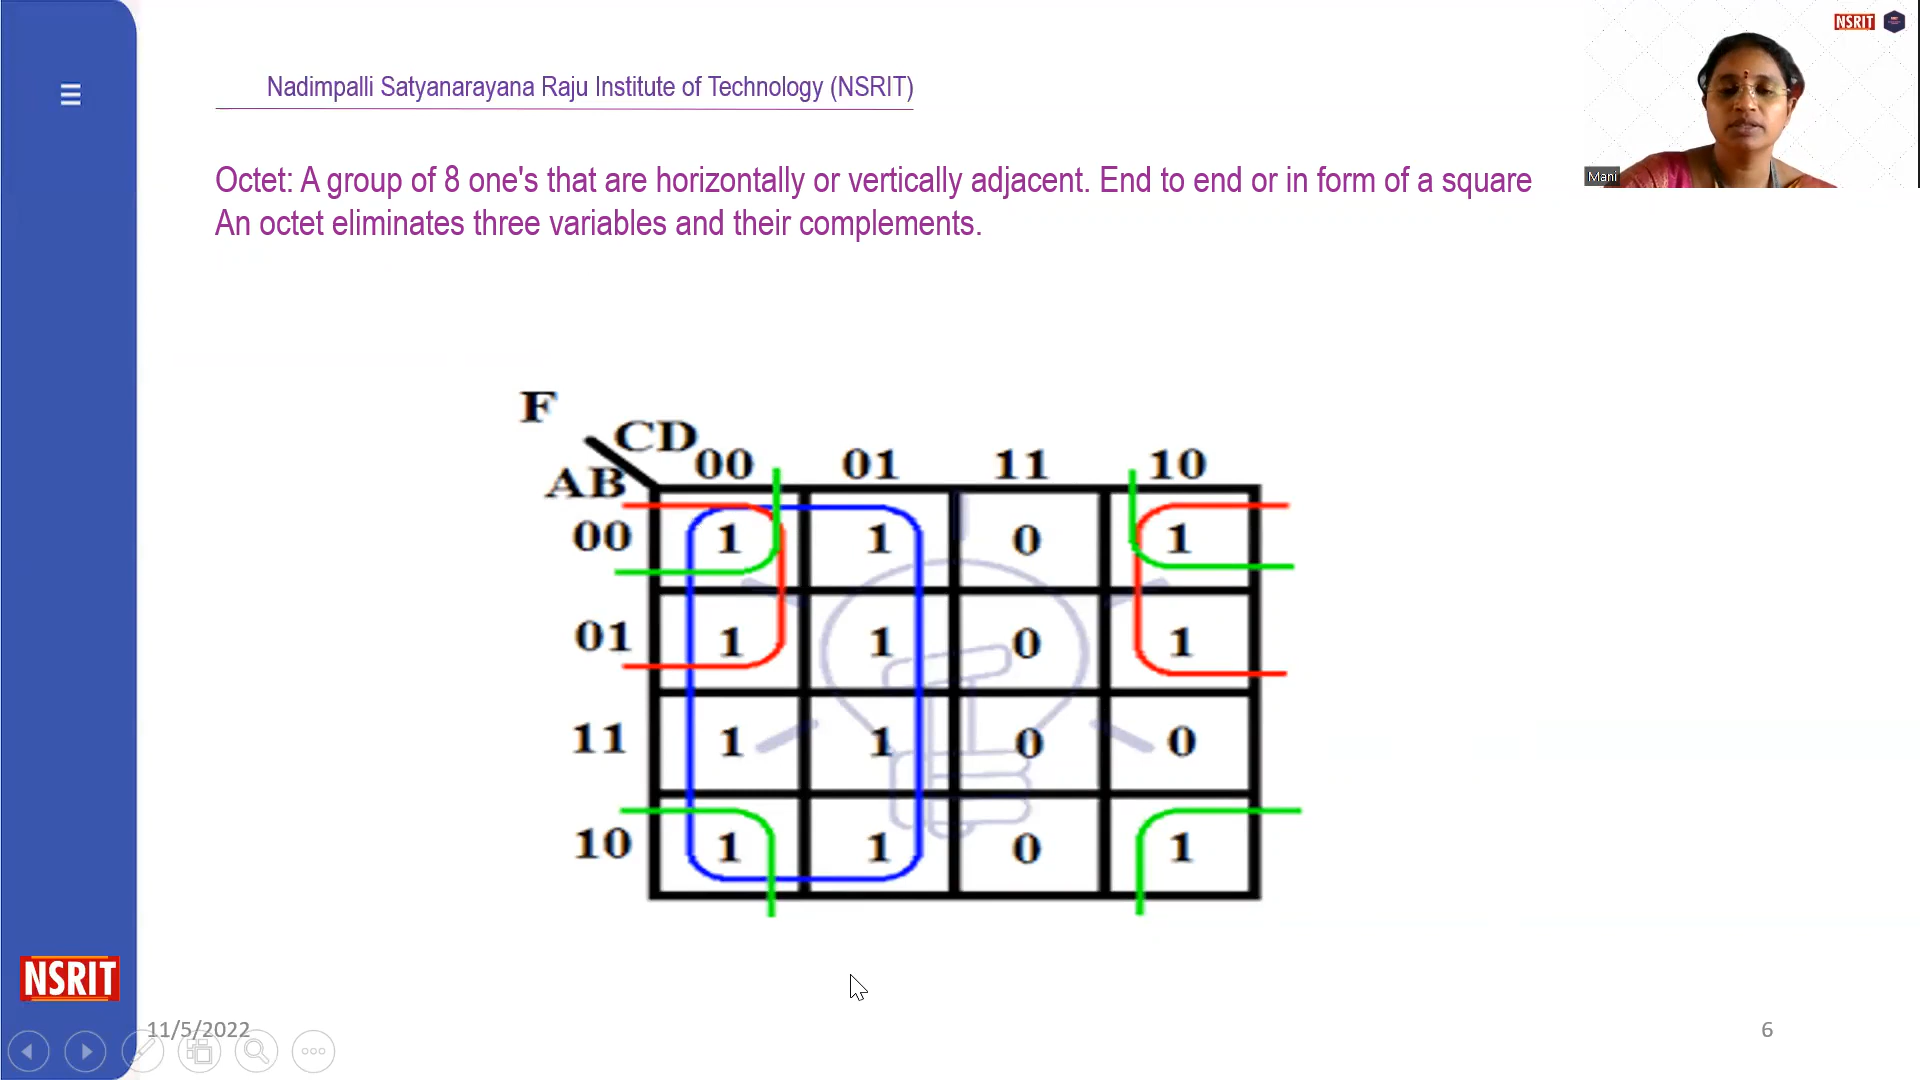 NSRIT
Nadimpalli Satyanarayana Raju Institute of Technology (NSRIT)
Octet: A group of 8 one's that are horizontally or vertically adjacent. End to end or in form of a square
An octet eliminates three variables and their complements.
Mani
F
CD
AB
00 01 11 10
00 1 1 0 1
01 1 1 0 1
11 1 1 0 0
10 1 1 0 1
NSRIT
11/5/2022
6